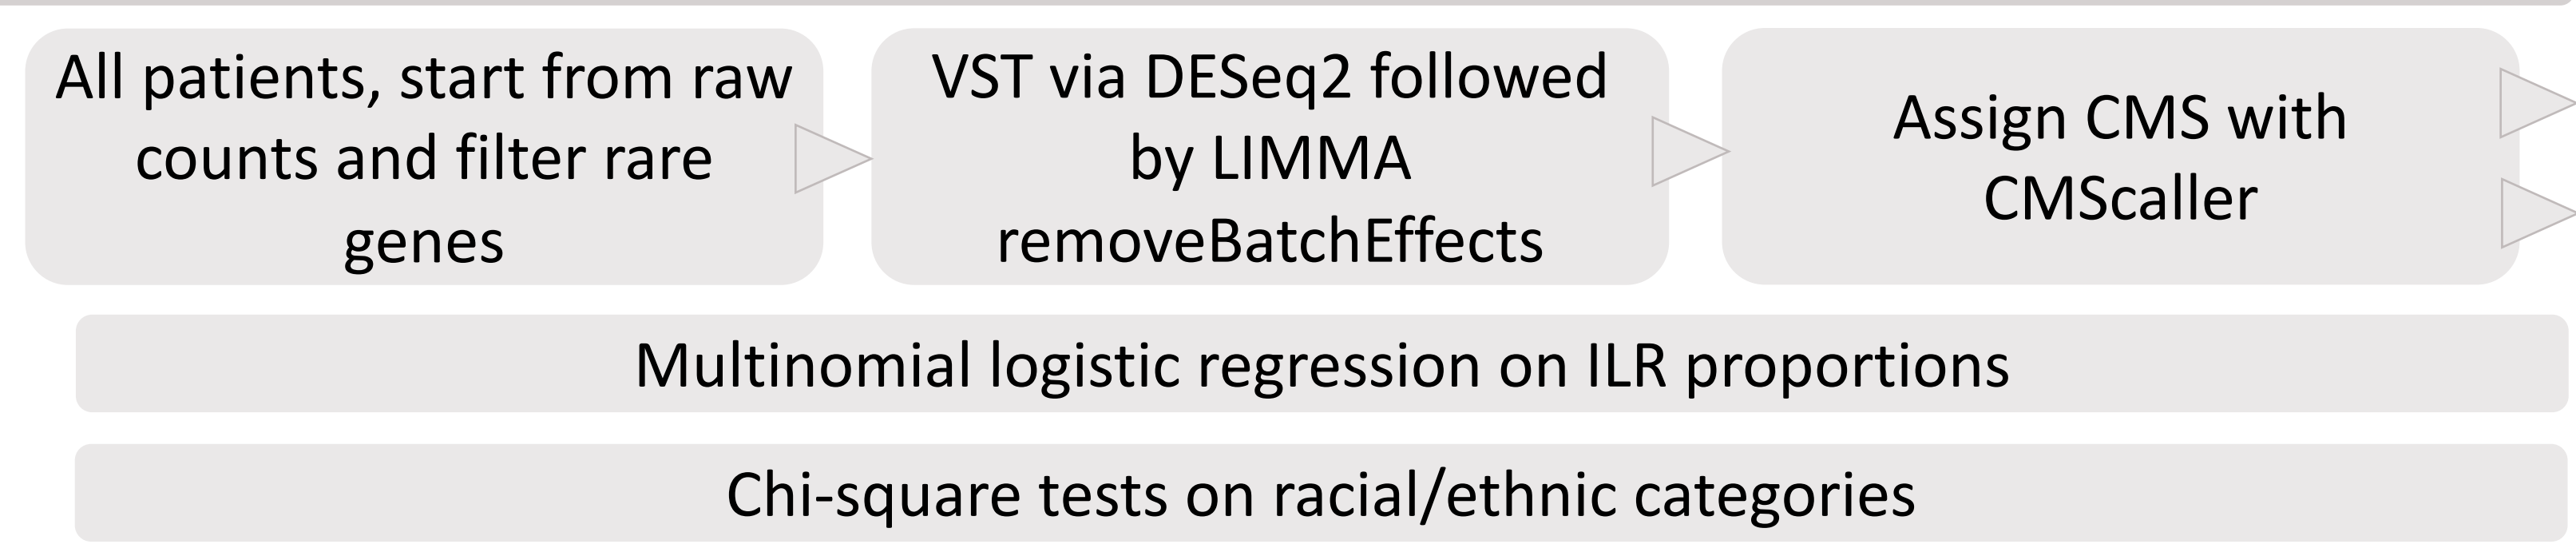 All patients, start from raw
counts and filter rare
genes
VST via DESeq2 followed
by LIMMA
removeBatchEffects
Assign CMS with
CMScaller
Multinomial logistic regression on ILR proportions
Chi-square tests on racial/ethnic categories